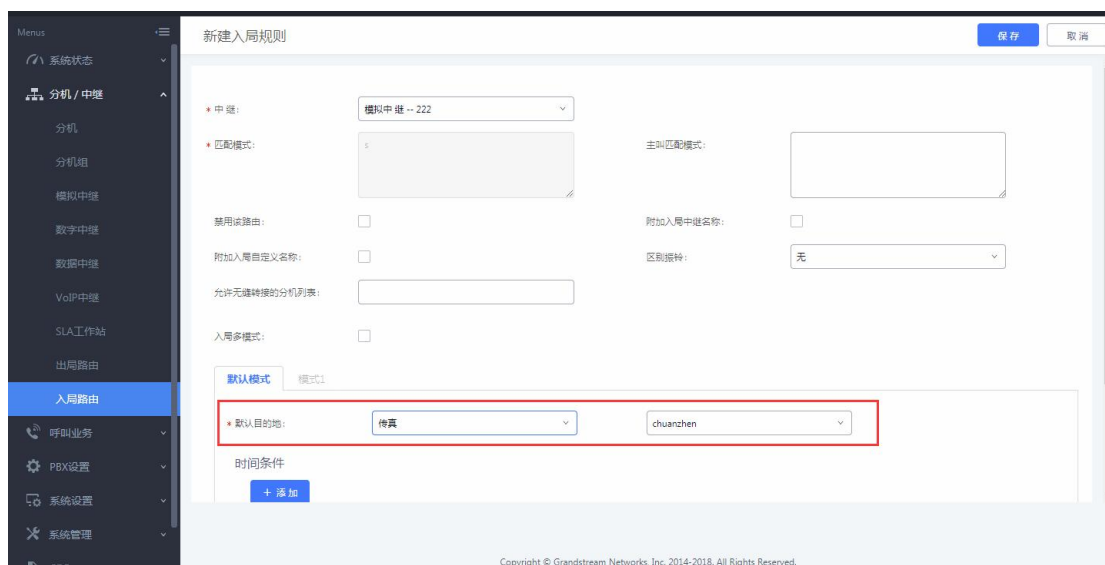 Menus
系统状态
分机 / 中继
分机
分机组
模拟中继
数字中继
数据中继
VoIP中继
SLA工作站
出局路由
入局路由
呼叫业务
PBX设置
系统设置
系统管理
新建入局规则
保存
取消
* 中 继:
模拟中 继 -- 222
* 匹配模式:
s
主叫匹配模式:
禁用该路由:
附加入局中继名称:
附加入局自定义名称:
区别振铃:
无
允许无缝转接的分机列表:
入局多模式:
默认模式
模式1
* 默认目的地:
传真
chuanzhen
时间条件
+ 添加
Copyright © Grandstream Networks, Inc. 2014-2018. All Rights Reserved.